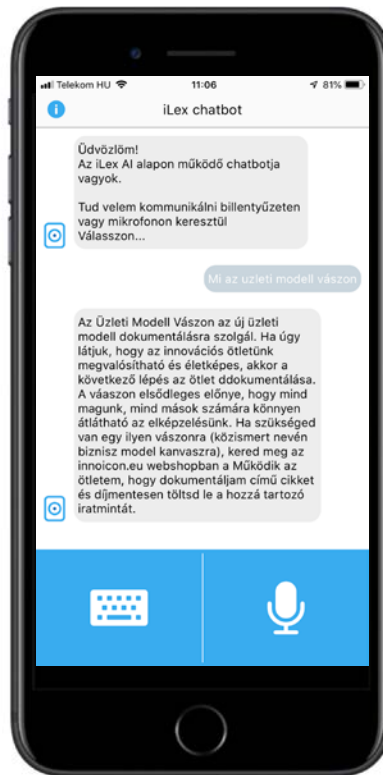 Telekom HU 11:06 81%
iLex chatbot
Üdvözlöm!
Az iLex AI alapon működő chatbotja
vagyok.
Tud velem kommunikálni billentyűzeten
vagy mikrofonon keresztül
Válasszon...
Mi az uzleti modell vászon
Az Üzleti Modell Vászon az új üzleti
modell dokumentálásra szolgál. Ha úgy
látjuk, hogy az innovációs ötletünk
megvalósítható és életképes, akkor a
következő lépés az ötlet ddokumentálása.
A váaszon elsődleges előnye, hogy mind
magunk, mind mások számára könnyen
átlátható az elképzelésünk. Ha szükséged
van egy ilyen vászonra (közismert nevén
biznisz model kanvaszra), kered meg az
innoicon.eu webshopban a Működik az
ötletem, hogy dokumentáljam című cikket
és díjmentesen töltsd le a hozzá tartozó
iratmintát.